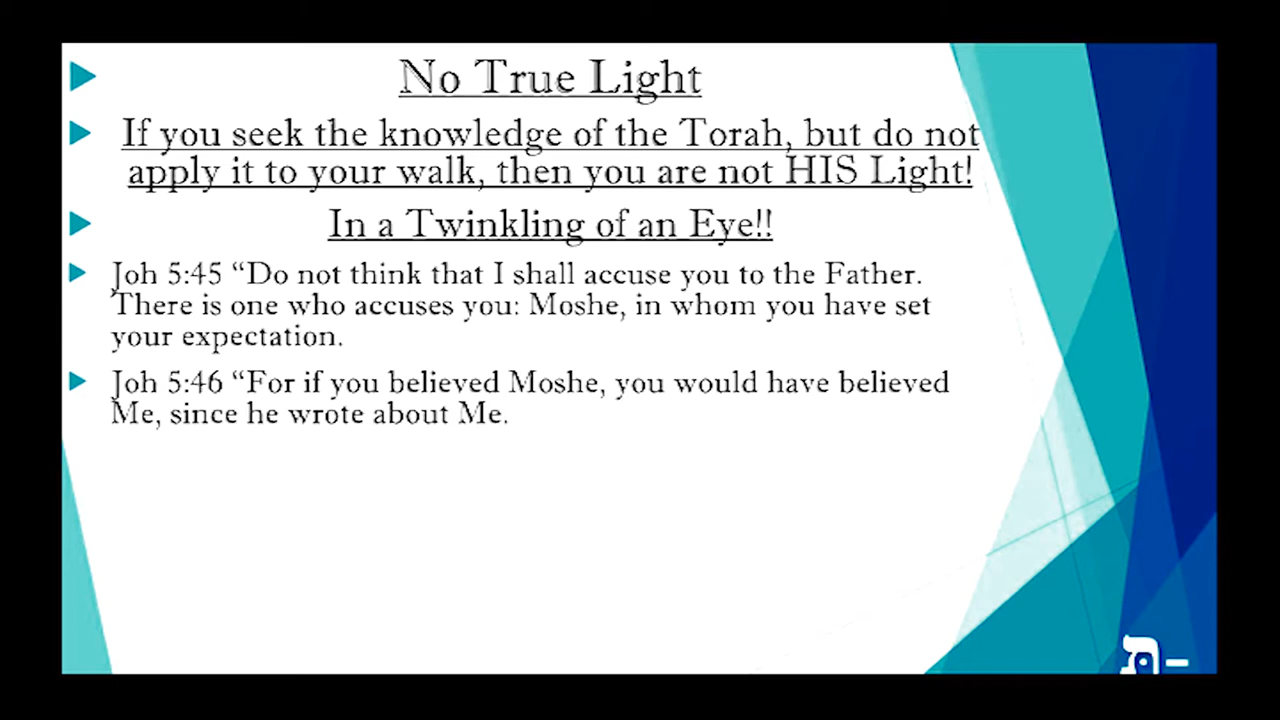 No True Light
If you seek the knowledge of the Torah, but do not
apply it to your walk, then you are not HIS Light!
In a Twinkling of an Eye!!
Joh 5:45 “Do not think that I shall accuse you to the Father.
There is one who accuses you: Moshe, in whom you have set
your expectation.
Joh 5:46 “For if you believed Moshe, you would have believed
Me, since he wrote about Me.